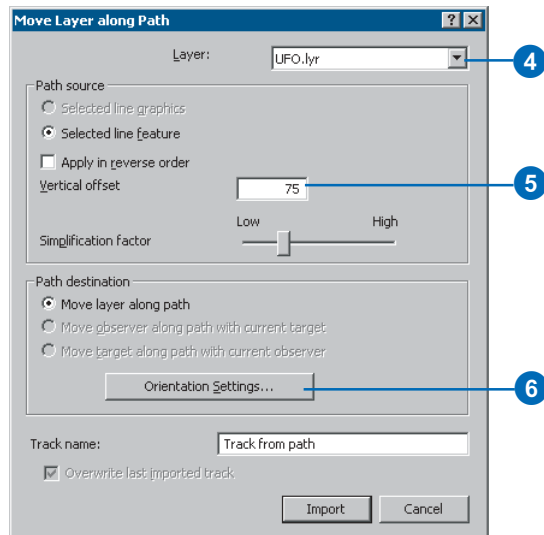 Move Layer along Path
Layer: UFO.lyr
4
Path source
Selected line graphics
Selected line feature
Apply in reverse order
Vertical offset 75
5
Low High
Simplification factor
Path destination
Move layer along path
Move observer along path with current target
Move target along path with current observer
Orientation Settings...
6
Track name: Track from path
Overwrite last imported track
Import Cancel